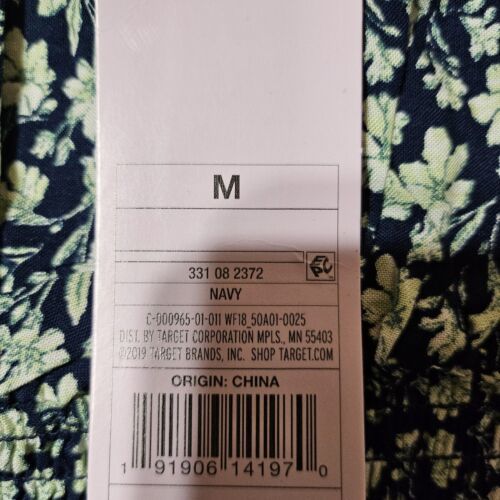 M
331 08 2372
EPC
NAVY
C-000965-01-011 WF18_50A01-0025
DIST. BY TARGET CORPORATION MPLS., MN 55403
©2019 TARGET BRANDS, INC. SHOP TARGET.COM
ORIGIN: CHINA
1 91906 14197 0